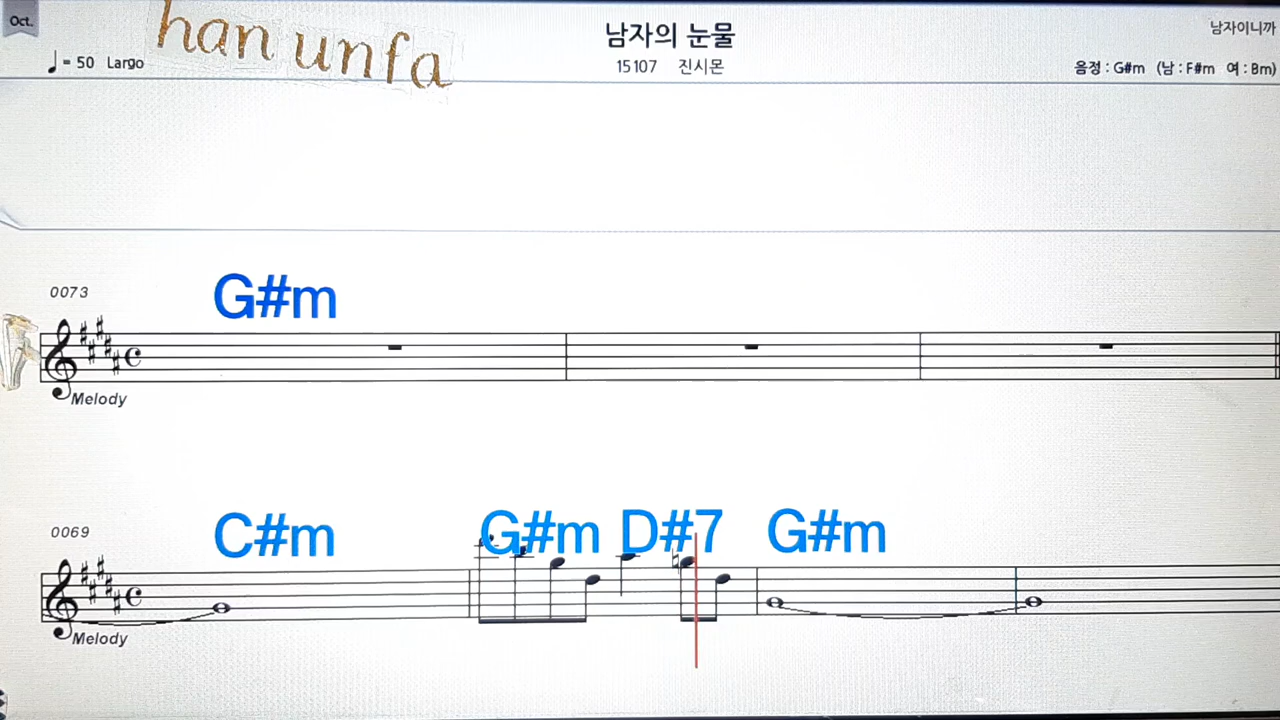 Oct.
han unfa
남자의 눈물
남자이니까
♩ = 50 Largo
15107 진시몬
음정 : G#m (남 : F#m 여 : Bm)
0073
G#m
Melody
0069
C#m G#m D#7 G#m
Melody